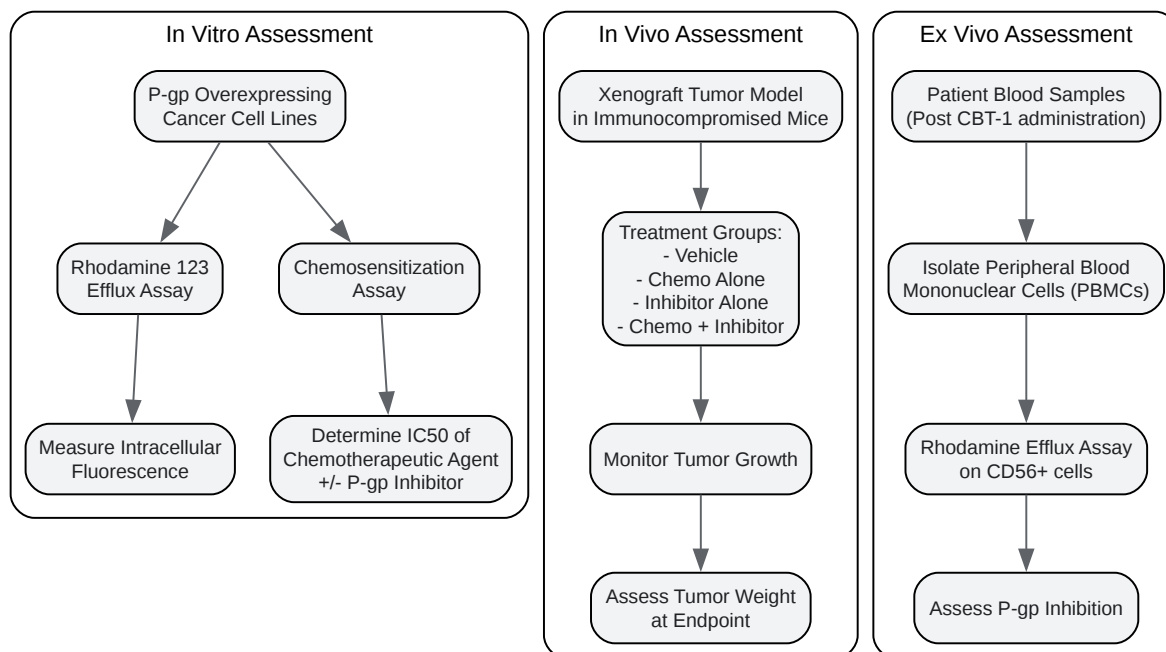 In Vitro Assessment
P-gp Overexpressing
Cancer Cell Lines
Rhodamine 123
Efflux Assay
Chemosensitization
Assay
Measure Intracellular
Fluorescence
Determine IC50 of
Chemotherapeutic Agent
+/- P-gp Inhibitor
In Vivo Assessment
Xenograft Tumor Model
in Immunocompromised Mice
Treatment Groups:
- Vehicle
- Chemo Alone
- Inhibitor Alone
- Chemo + Inhibitor
Monitor Tumor Growth
Assess Tumor Weight
at Endpoint
Ex Vivo Assessment
Patient Blood Samples
(Post CBT-1 administration)
Isolate Peripheral Blood
Mononuclear Cells (PBMCs)
Rhodamine Efflux Assay
on CD56+ cells
Assess P-gp Inhibition